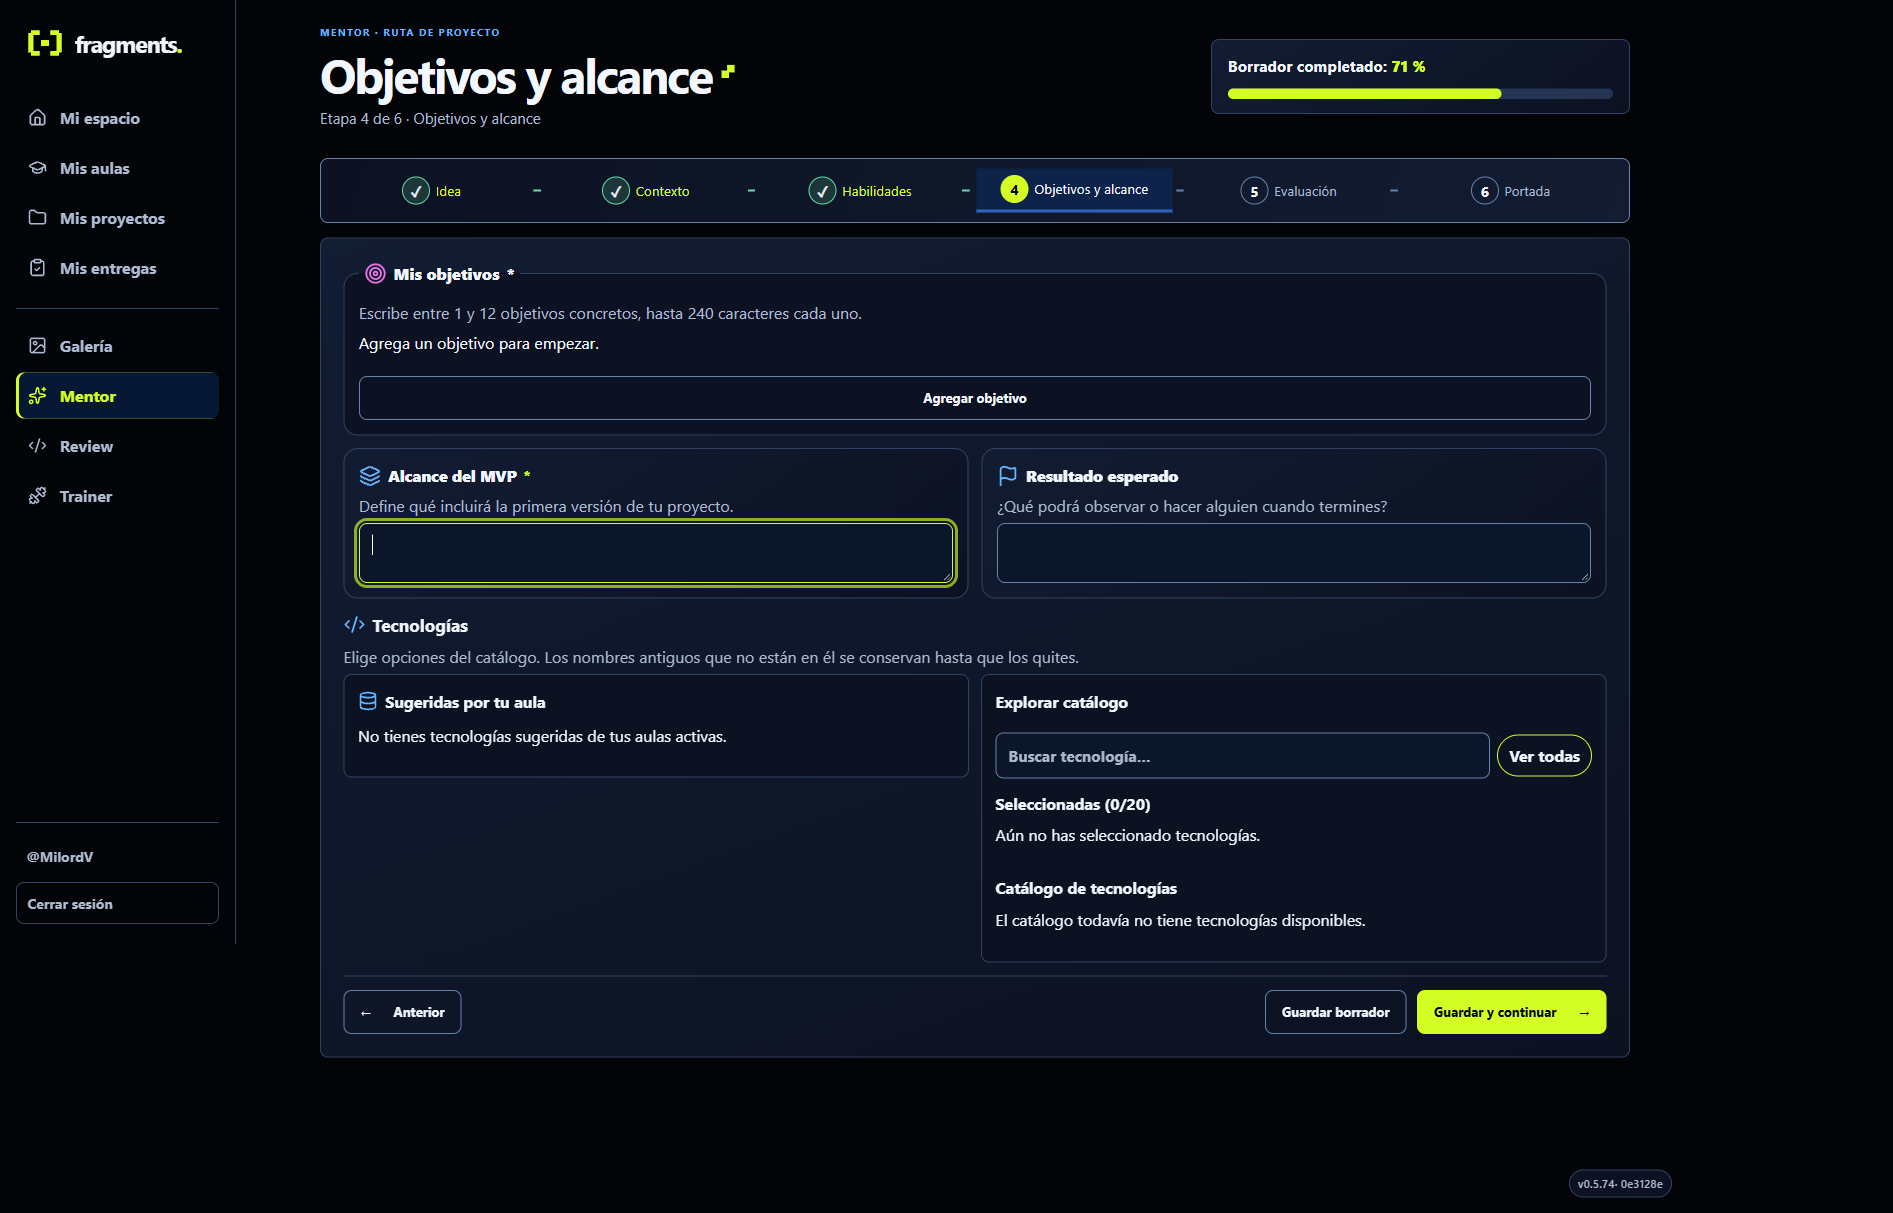 fragments.
Mi espacio
Mis aulas
Mis proyectos
Mis entregas
Galería
Mentor
Review
Trainer
@MilordV
Cerrar sesión
MENTOR · RUTA DE PROYECTO
Objetivos y alcance
Etapa 4 de 6 · Objetivos y alcance
Borrador completado: 71 %
✓ Idea
✓ Contexto
✓ Habilidades
4 Objetivos y alcance
5 Evaluación
6 Portada
Mis objetivos *
Escribe entre 1 y 12 objetivos concretos, hasta 240 caracteres cada uno.
Agrega un objetivo para empezar.
Agregar objetivo
Alcance del MVP *
Define qué incluirá la primera versión de tu proyecto.
Resultado esperado
¿Qué podrá observar o hacer alguien cuando termines?
Tecnologías
Elige opciones del catálogo. Los nombres antiguos que no están en él se conservan hasta que los quites.
Sugeridas por tu aula
No tienes tecnologías sugeridas de tus aulas activas.
Explorar catálogo
Buscar tecnología...
Ver todas
Seleccionadas (0/20)
Aún no has seleccionado tecnologías.
Catálogo de tecnologías
El catálogo todavía no tiene tecnologías disponibles.
← Anterior
Guardar borrador
Guardar y continuar →
v0.5.74· 0e3128e